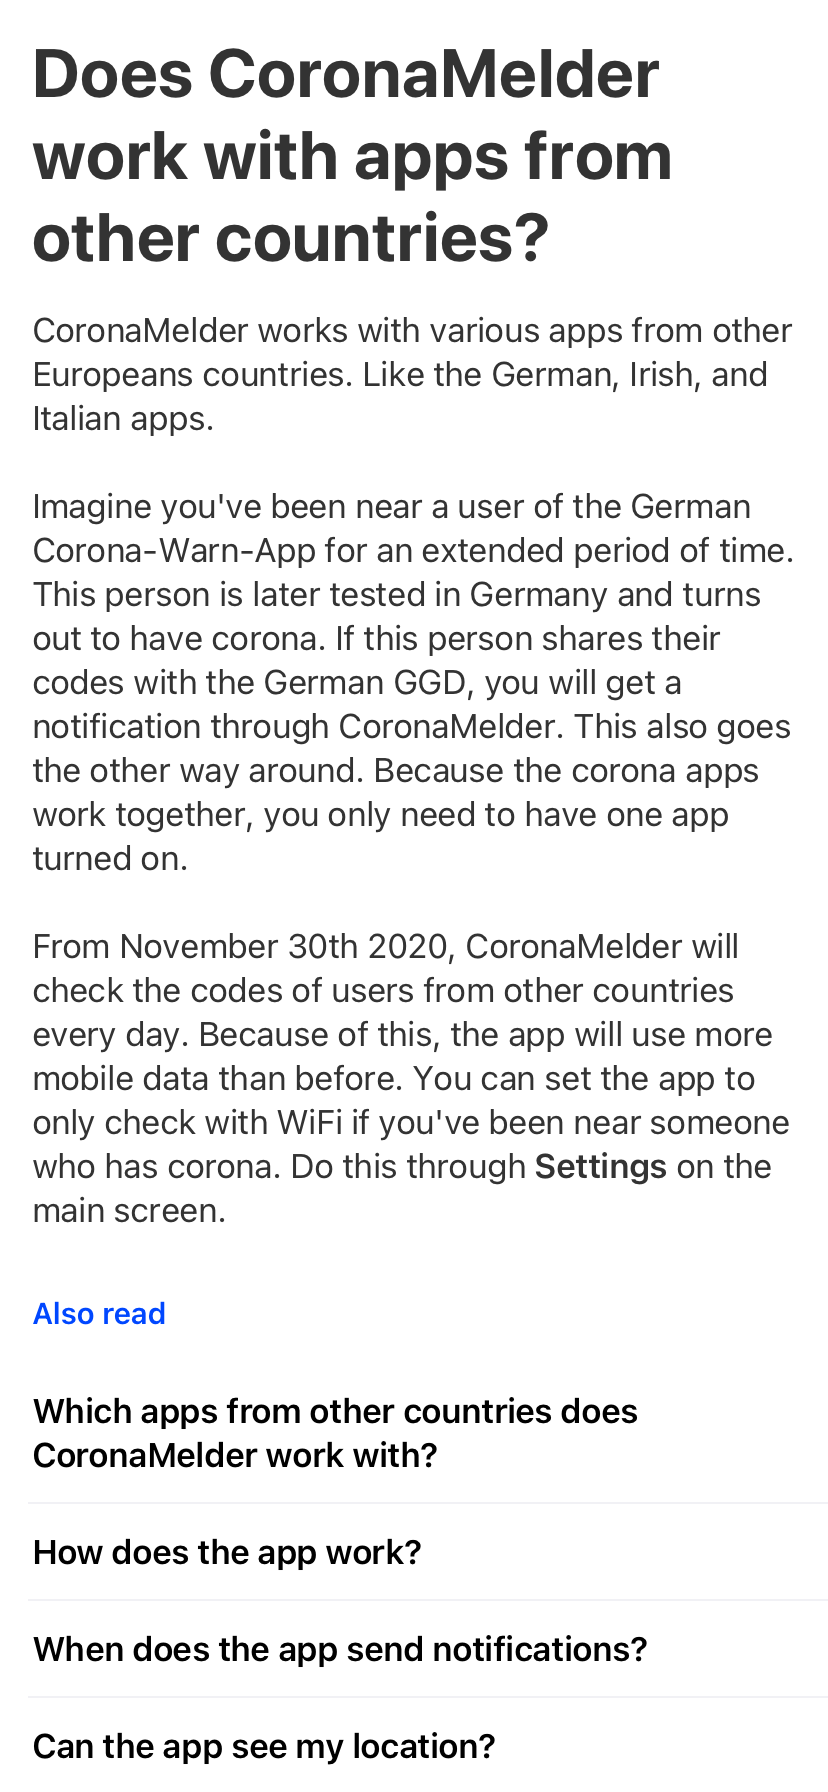 Does CoronaMelder
work with apps from
other countries?
CoronaMelder works with various apps from other
Europeans countries. Like the German, Irish, and
Italian apps.
Imagine you've been near a user of the German
Corona-Warn-App for an extended period of time.
This person is later tested in Germany and turns
out to have corona. If this person shares their
codes with the German GGD, you will get a
notification through CoronaMelder. This also goes
the other way around. Because the corona apps
work together, you only need to have one app
turned on.
From November 30th 2020, CoronaMelder will
check the codes of users from other countries
every day. Because of this, the app will use more
mobile data than before. You can set the app to
only check with WiFi if you've been near someone
who has corona. Do this through Settings on the
main screen.
Also read
Which apps from other countries does
CoronaMelder work with?
How does the app work?
When does the app send notifications?
Can the app see my location?